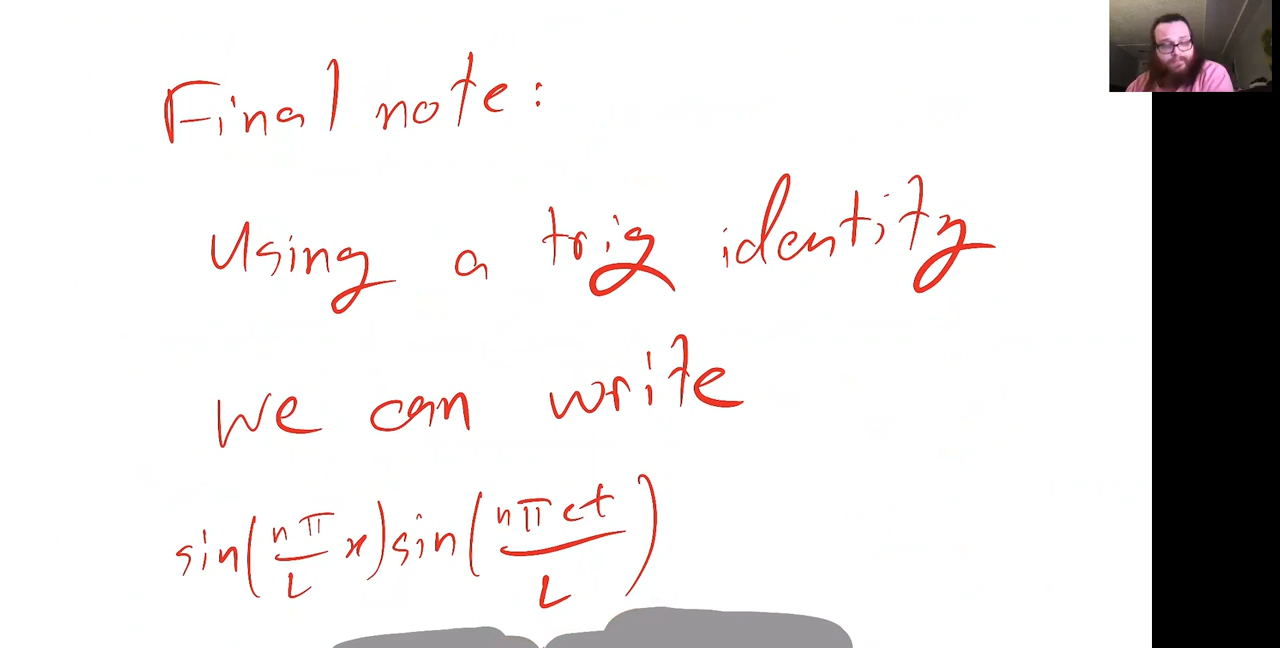 Final note:
Using a trig identity
we can write
sin(nπ/L x)sin(nπct/L)